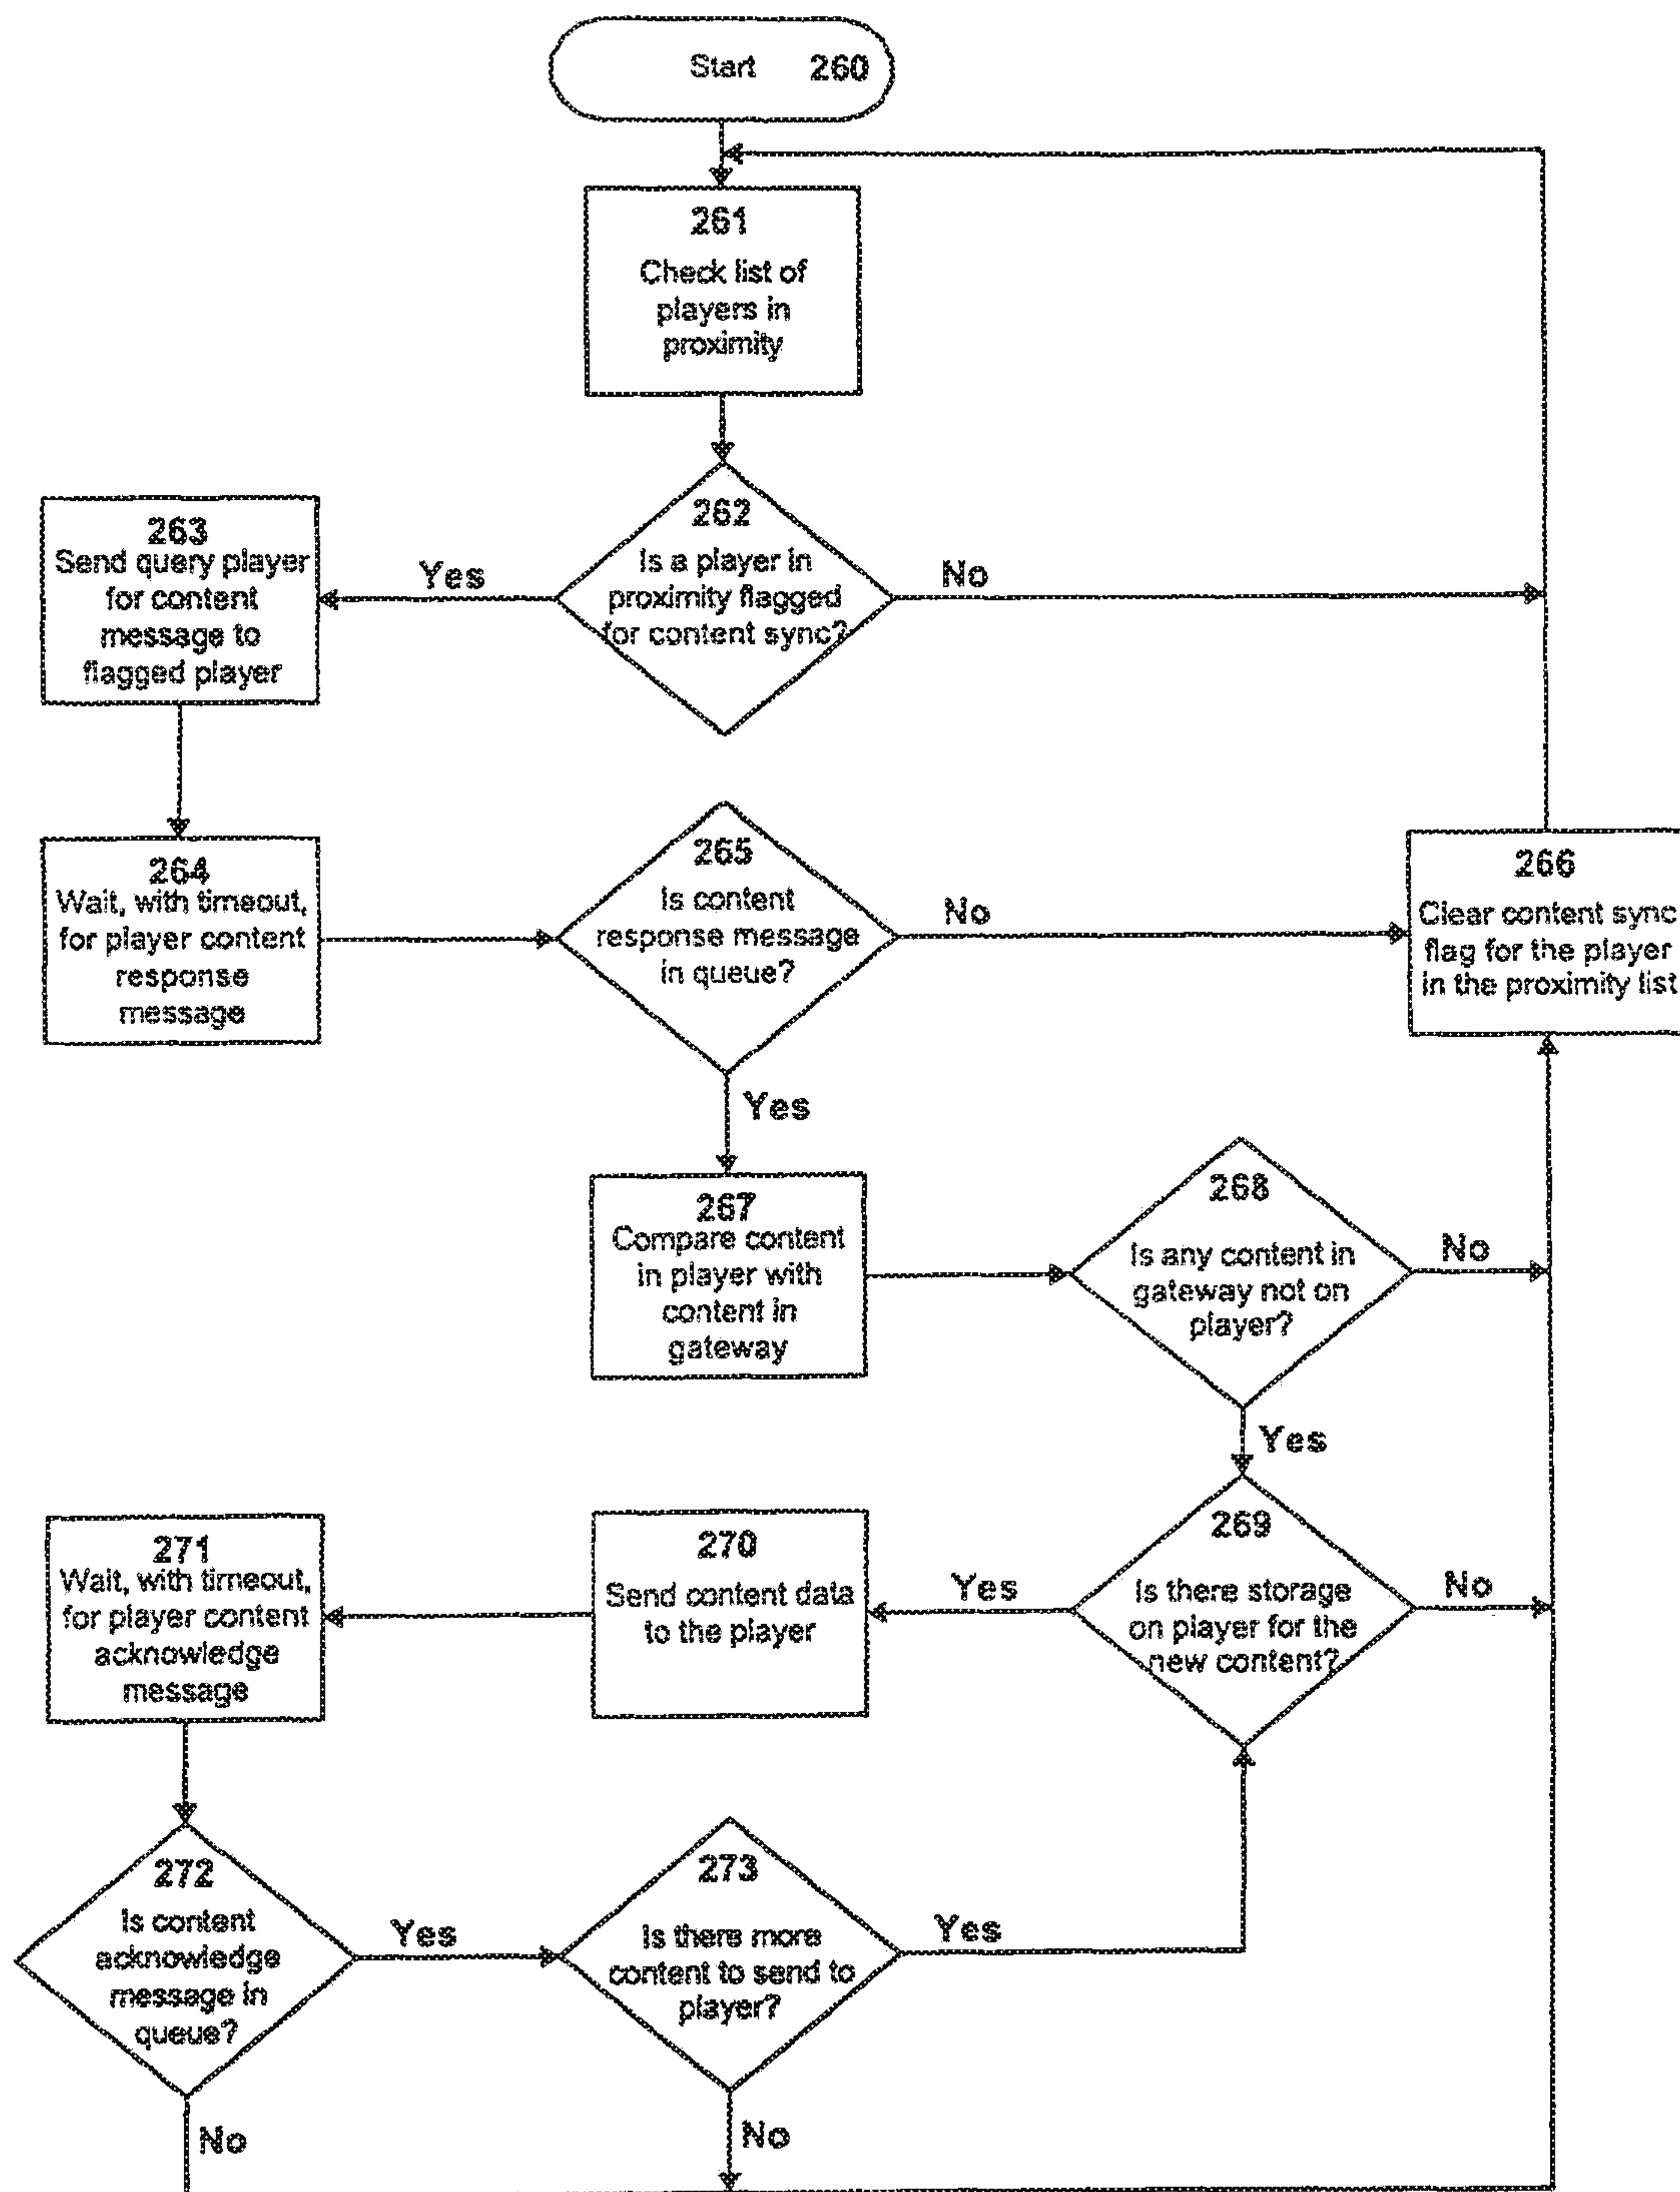 Start 260
261
Check list of
players in
proximity
262
Is a player in
proximity flagged
for content sync?
Yes
No
263
Send query player
for content
message to
flagged player
264
Wait, with timeout,
for player content
response
message
265
Is content
response message
in queue?
No
Yes
266
Clear content sync
flag for the player
in the proximity list
267
Compare content
in player with
content in
gateway
268
Is any content in
gateway not on
player?
No
Yes
269
Is there storage
on player for the
new content?
No
Yes
270
Send content data
to the player
271
Wait, with timeout,
for player content
acknowledge
message
272
Is content
acknowledge
message in
queue?
Yes
No
273
Is there more
content to send to
player?
Yes
No